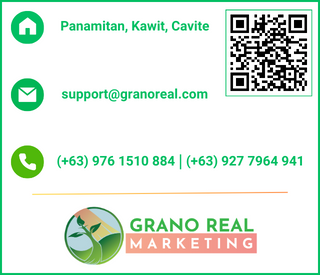 Panamitan, Kawit, Cavite
support@granoreal.com
(+63) 976 1510 884 | (+63) 927 7964 941
GRANO REAL
MARKETING